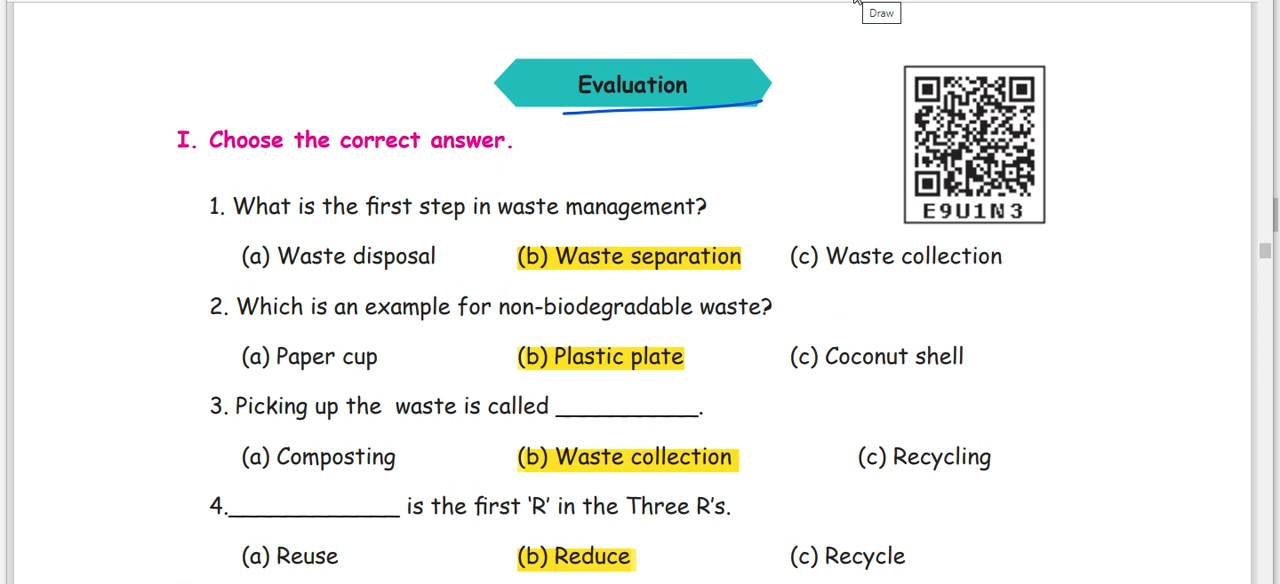 Draw
Evaluation
E9U1N3
I. Choose the correct answer.
1. What is the first step in waste management?
(a) Waste disposal (b) Waste separation (c) Waste collection
2. Which is an example for non-biodegradable waste?
(a) Paper cup (b) Plastic plate (c) Coconut shell
3. Picking up the waste is called __________.
(a) Composting (b) Waste collection (c) Recycling
4.____________ is the first ‘R’ in the Three R’s.
(a) Reuse (b) Reduce (c) Recycle